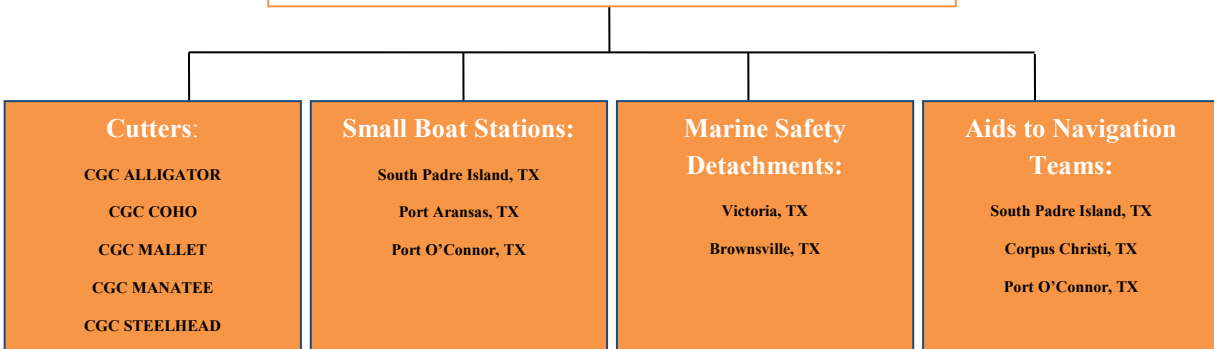 Cutters:
CGC ALLIGATOR
CGC COHO
CGC MALLET
CGC MANATEE
CGC STEELHEAD
Small Boat Stations:
South Padre Island, TX
Port Aransas, TX
Port O’Connor, TX
Marine Safety
Detachments:
Victoria, TX
Brownsville, TX
Aids to Navigation
Teams:
South Padre Island, TX
Corpus Christi, TX
Port O’Connor, TX